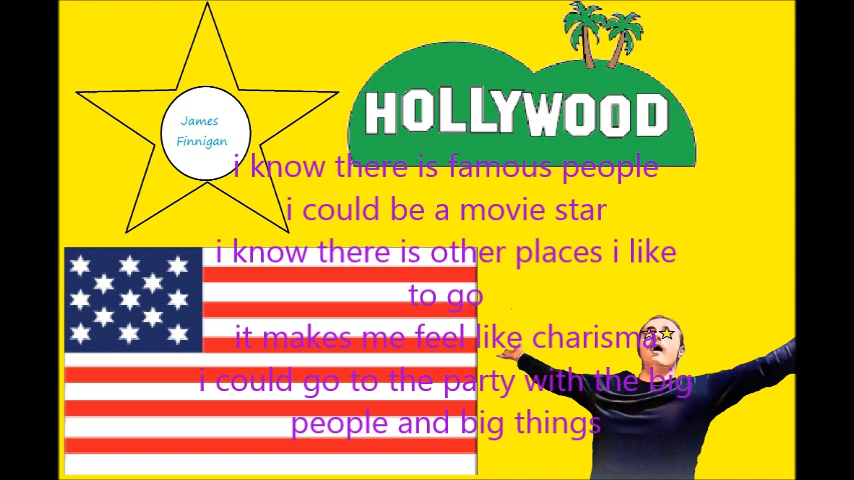 James
Finnigan
HOLLYWOOD
i know there is famous people
i could be a movie star
i know there is other places i like
to go
it makes me feel like charisma
i could go to the party with the big
people and big things